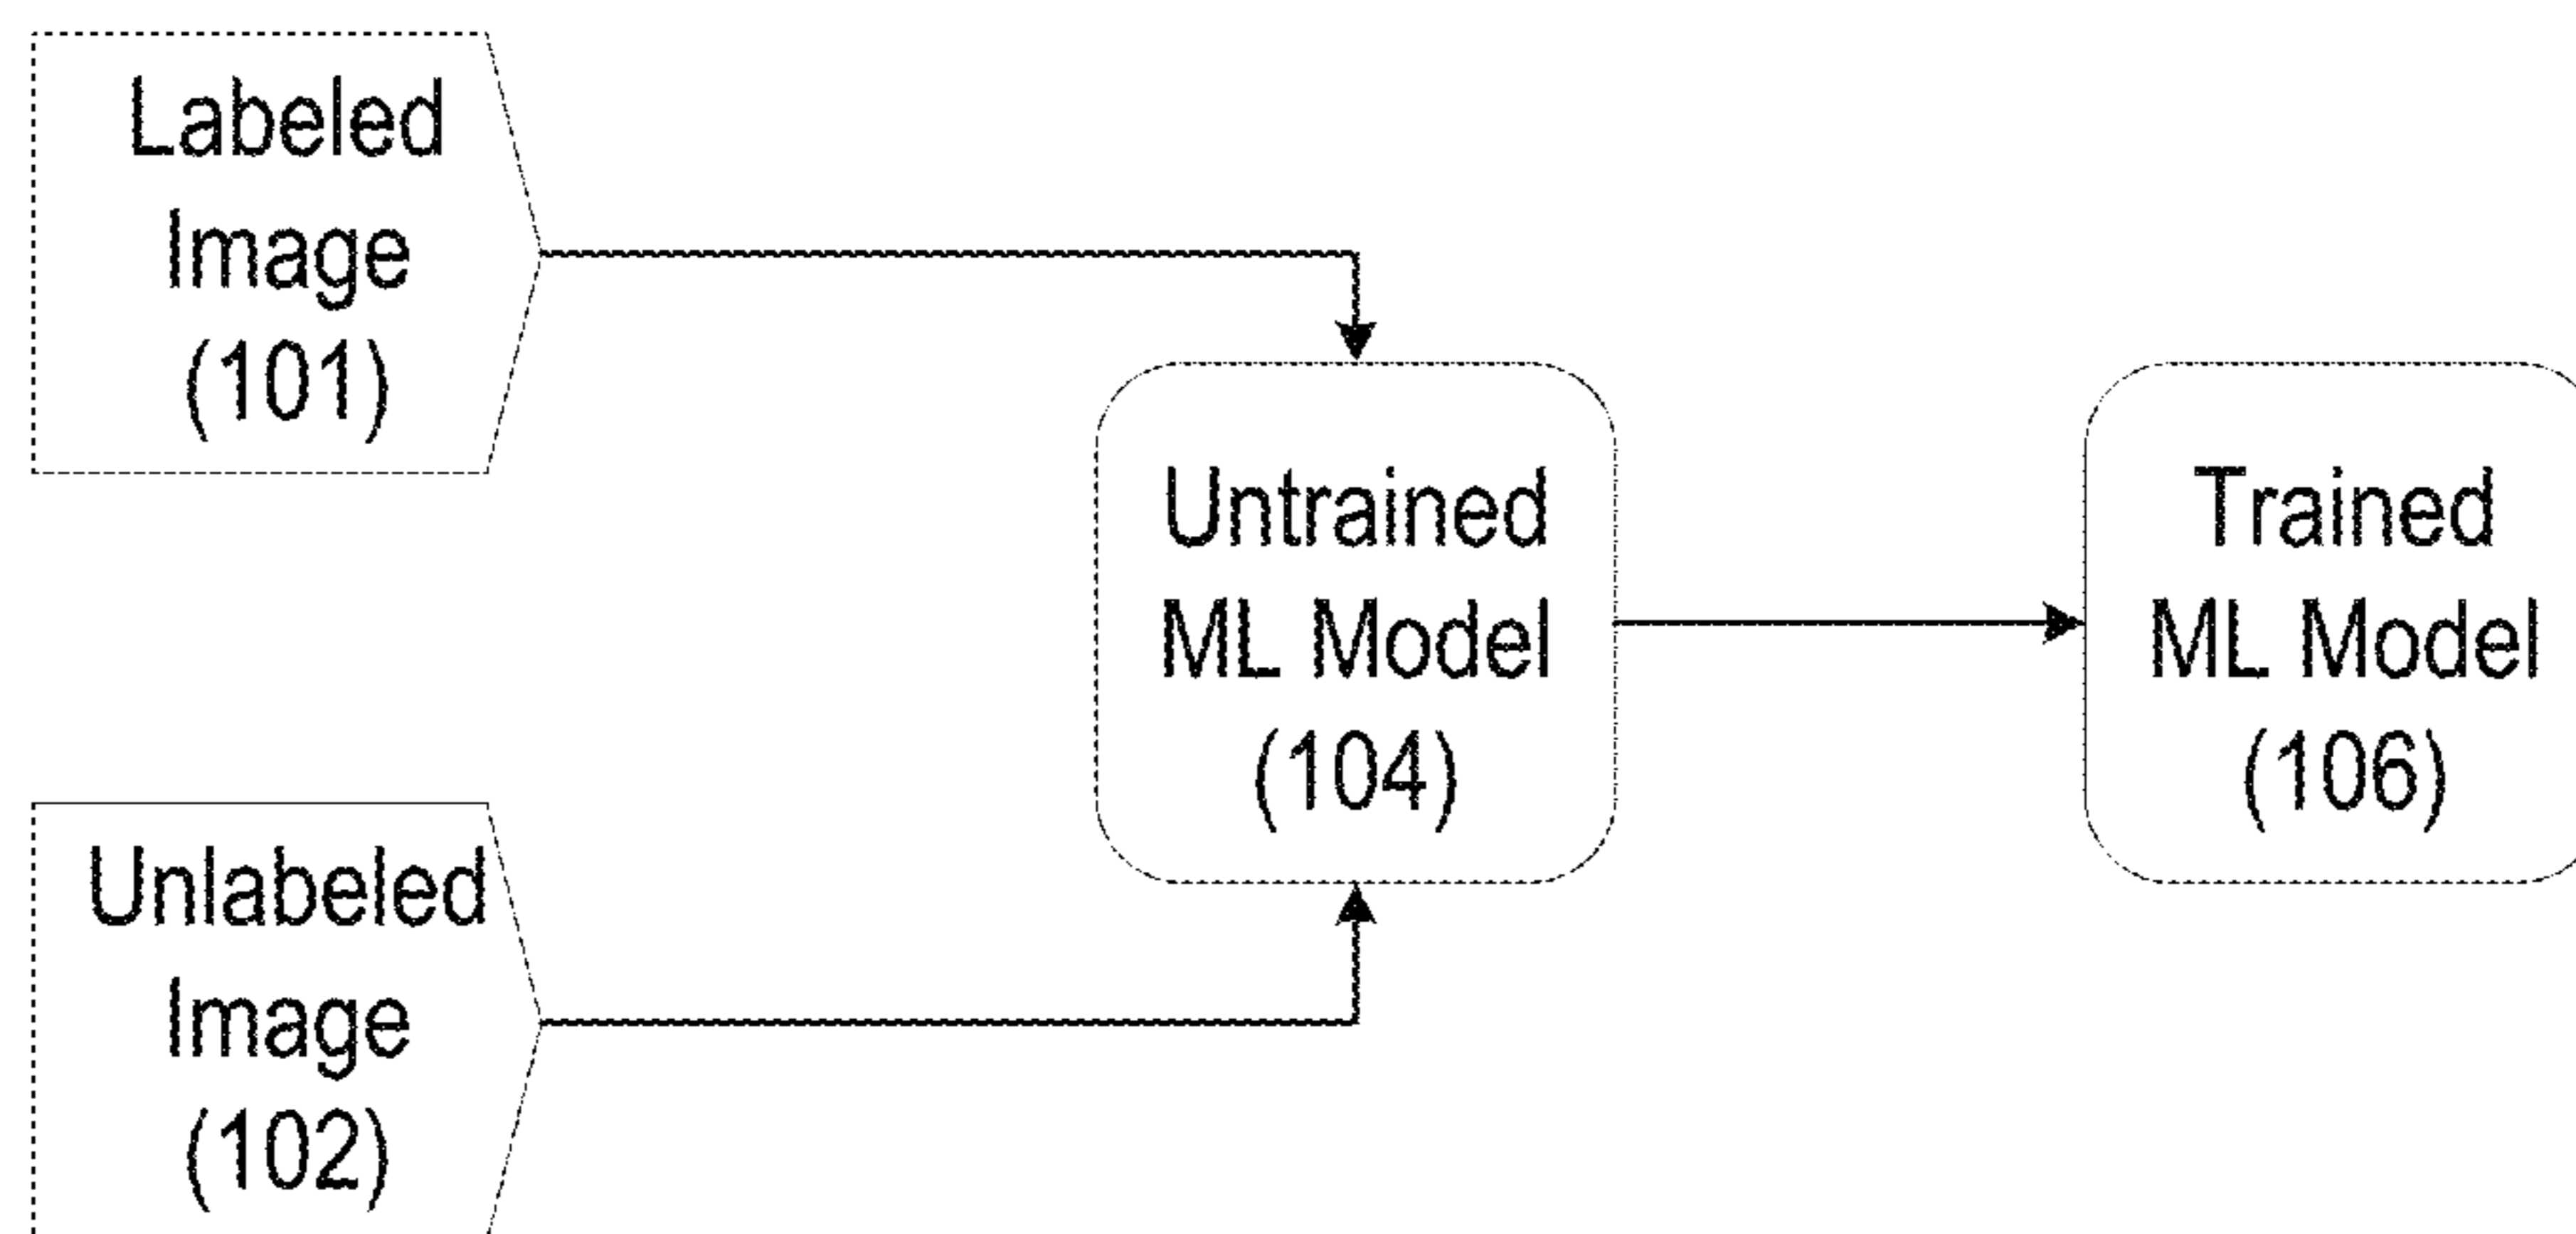 Labeled
Image
(101)
Untrained
ML Model
(104)
Trained
ML Model
(106)
Unlabeled
Image
(102)